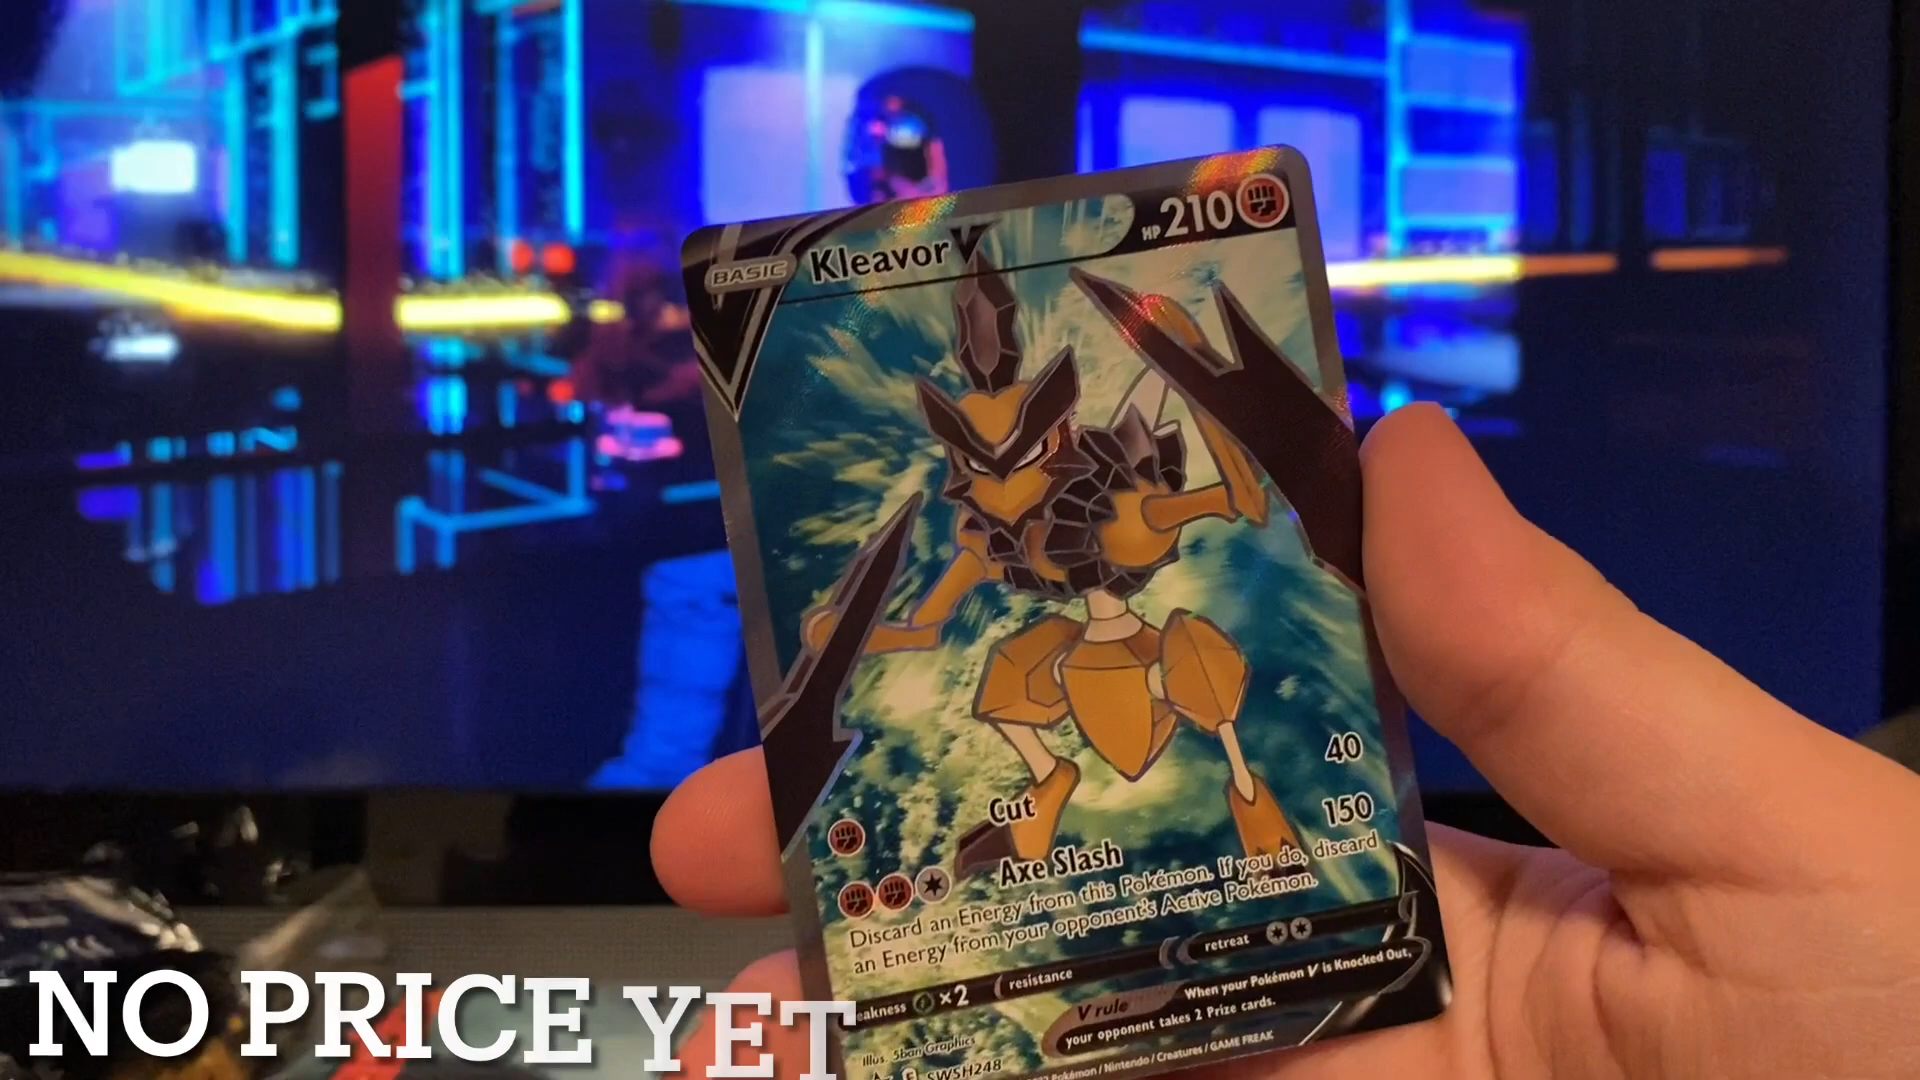 BASIC Kleavor V HP 210
Cut 40
Axe Slash 150
Discard an Energy from this Pokémon. If you do, discard
an Energy from your opponent's Active Pokémon.
eakness ×2 resistance retreat
V rule When your Pokémon V is Knocked Out,
your opponent takes 2 Prize cards.
Illus. 5ban Graphics
E SWSH248
Pokémon / Nintendo / Creatures / GAME FREAK
NO PRICE YET